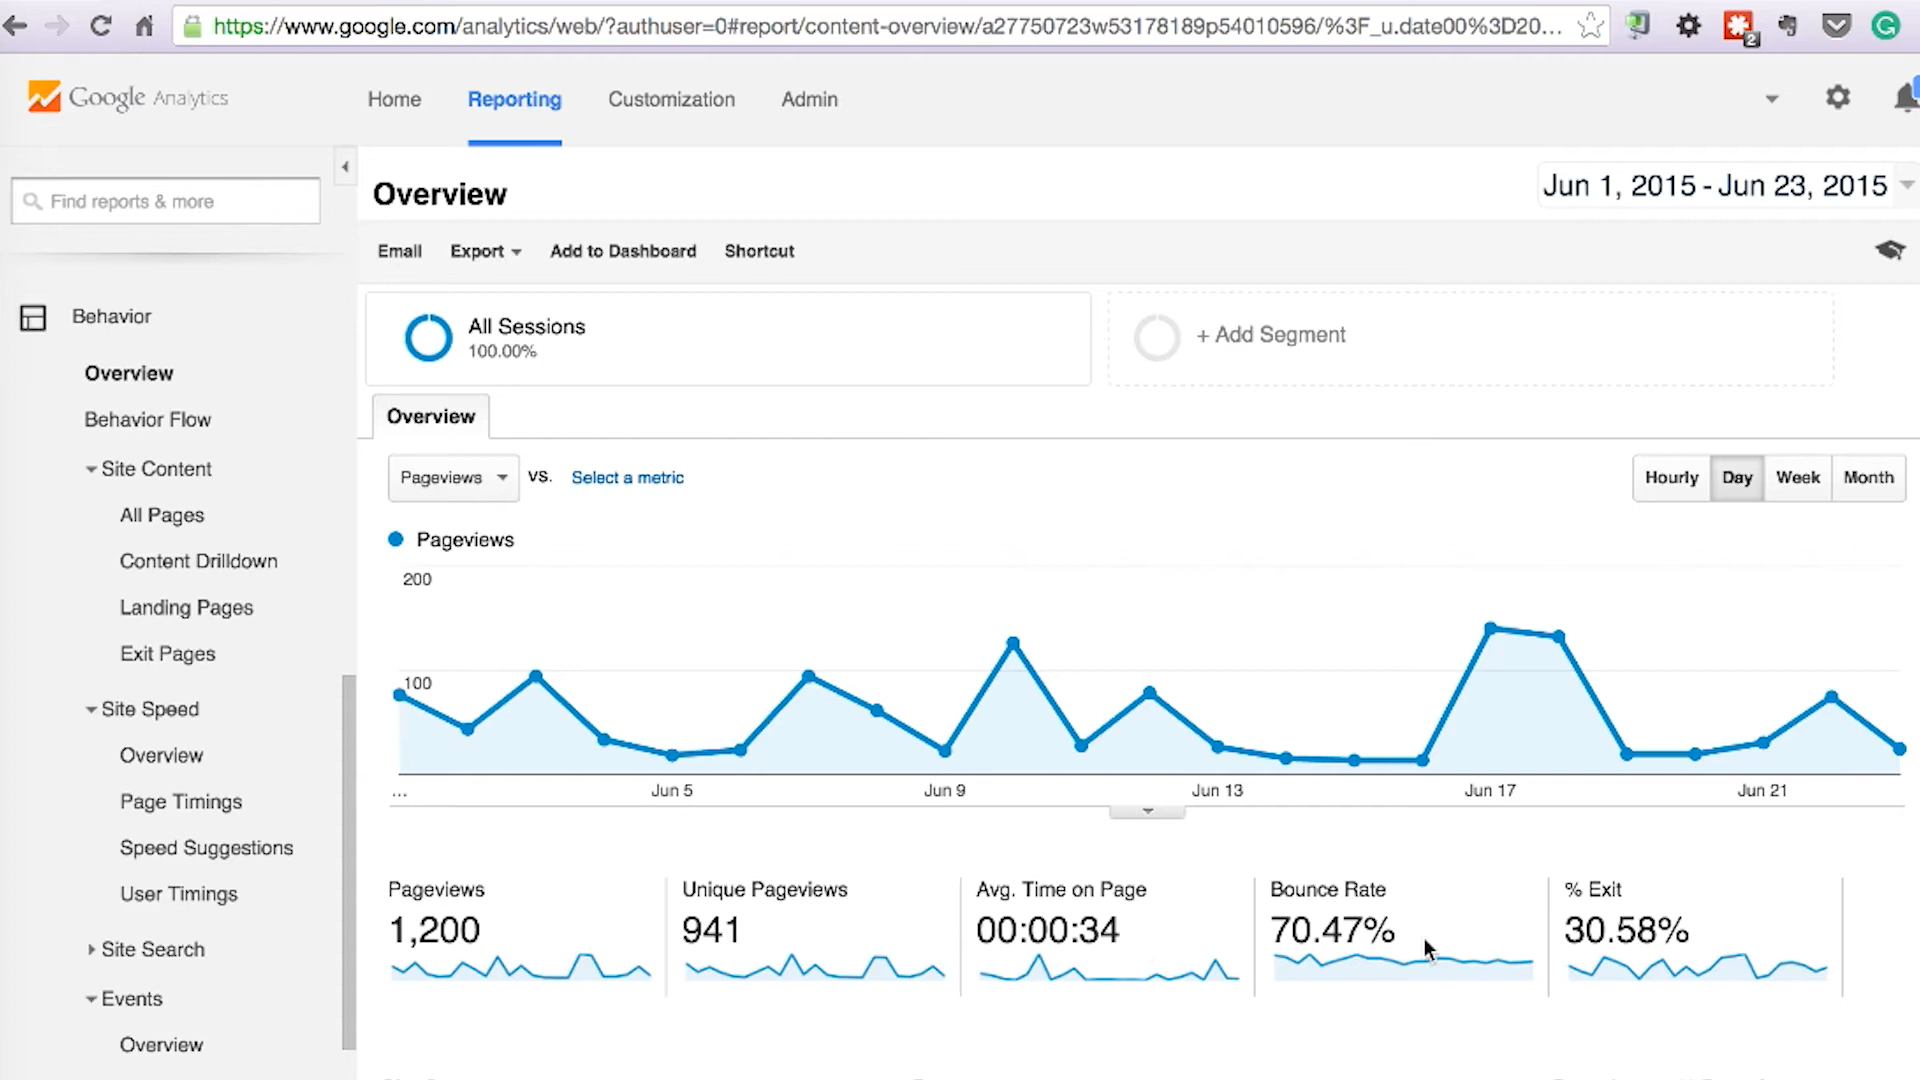 https://www.google.com/analytics/web/?authuser=0#report/content-overview/a27750723w53178189p54010596/%3F_u.date00%3D20...
2
Google Analytics
Home
Reporting
Customization
Admin
Find reports & more
Overview
Jun 1, 2015 - Jun 23, 2015
Email
Export
Add to Dashboard
Shortcut
Behavior
Overview
Behavior Flow
Site Content
All Pages
Content Drilldown
Landing Pages
Exit Pages
Site Speed
Overview
Page Timings
Speed Suggestions
User Timings
Site Search
Events
Overview
All Sessions
100.00%
+ Add Segment
Overview
Pageviews
VS.
Select a metric
Hourly
Day
Week
Month
Pageviews
200
100
...
Jun 5
Jun 9
Jun 13
Jun 17
Jun 21
Pageviews
1,200
Unique Pageviews
941
Avg. Time on Page
00:00:34
Bounce Rate
70.47%
% Exit
30.58%